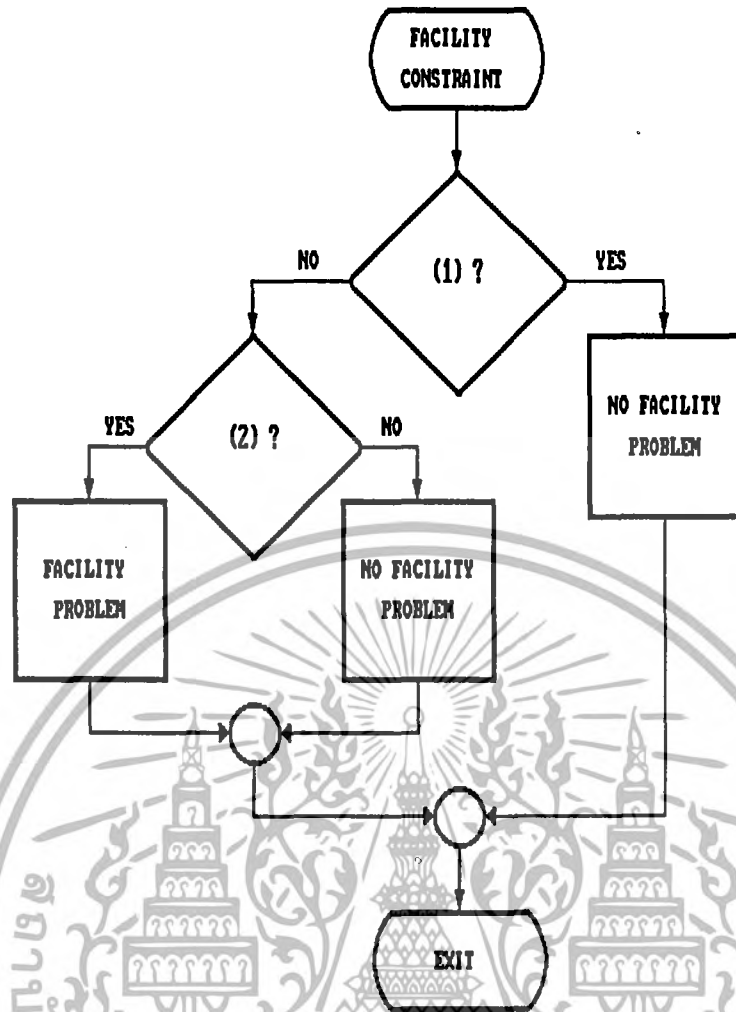 FACILITY
CONSTRAINT
(1) ?
NO
YES
NO FACILITY
PROBLEM
(2) ?
YES
NO
FACILITY
PROBLEM
NO FACILITY
PROBLEM
EXIT